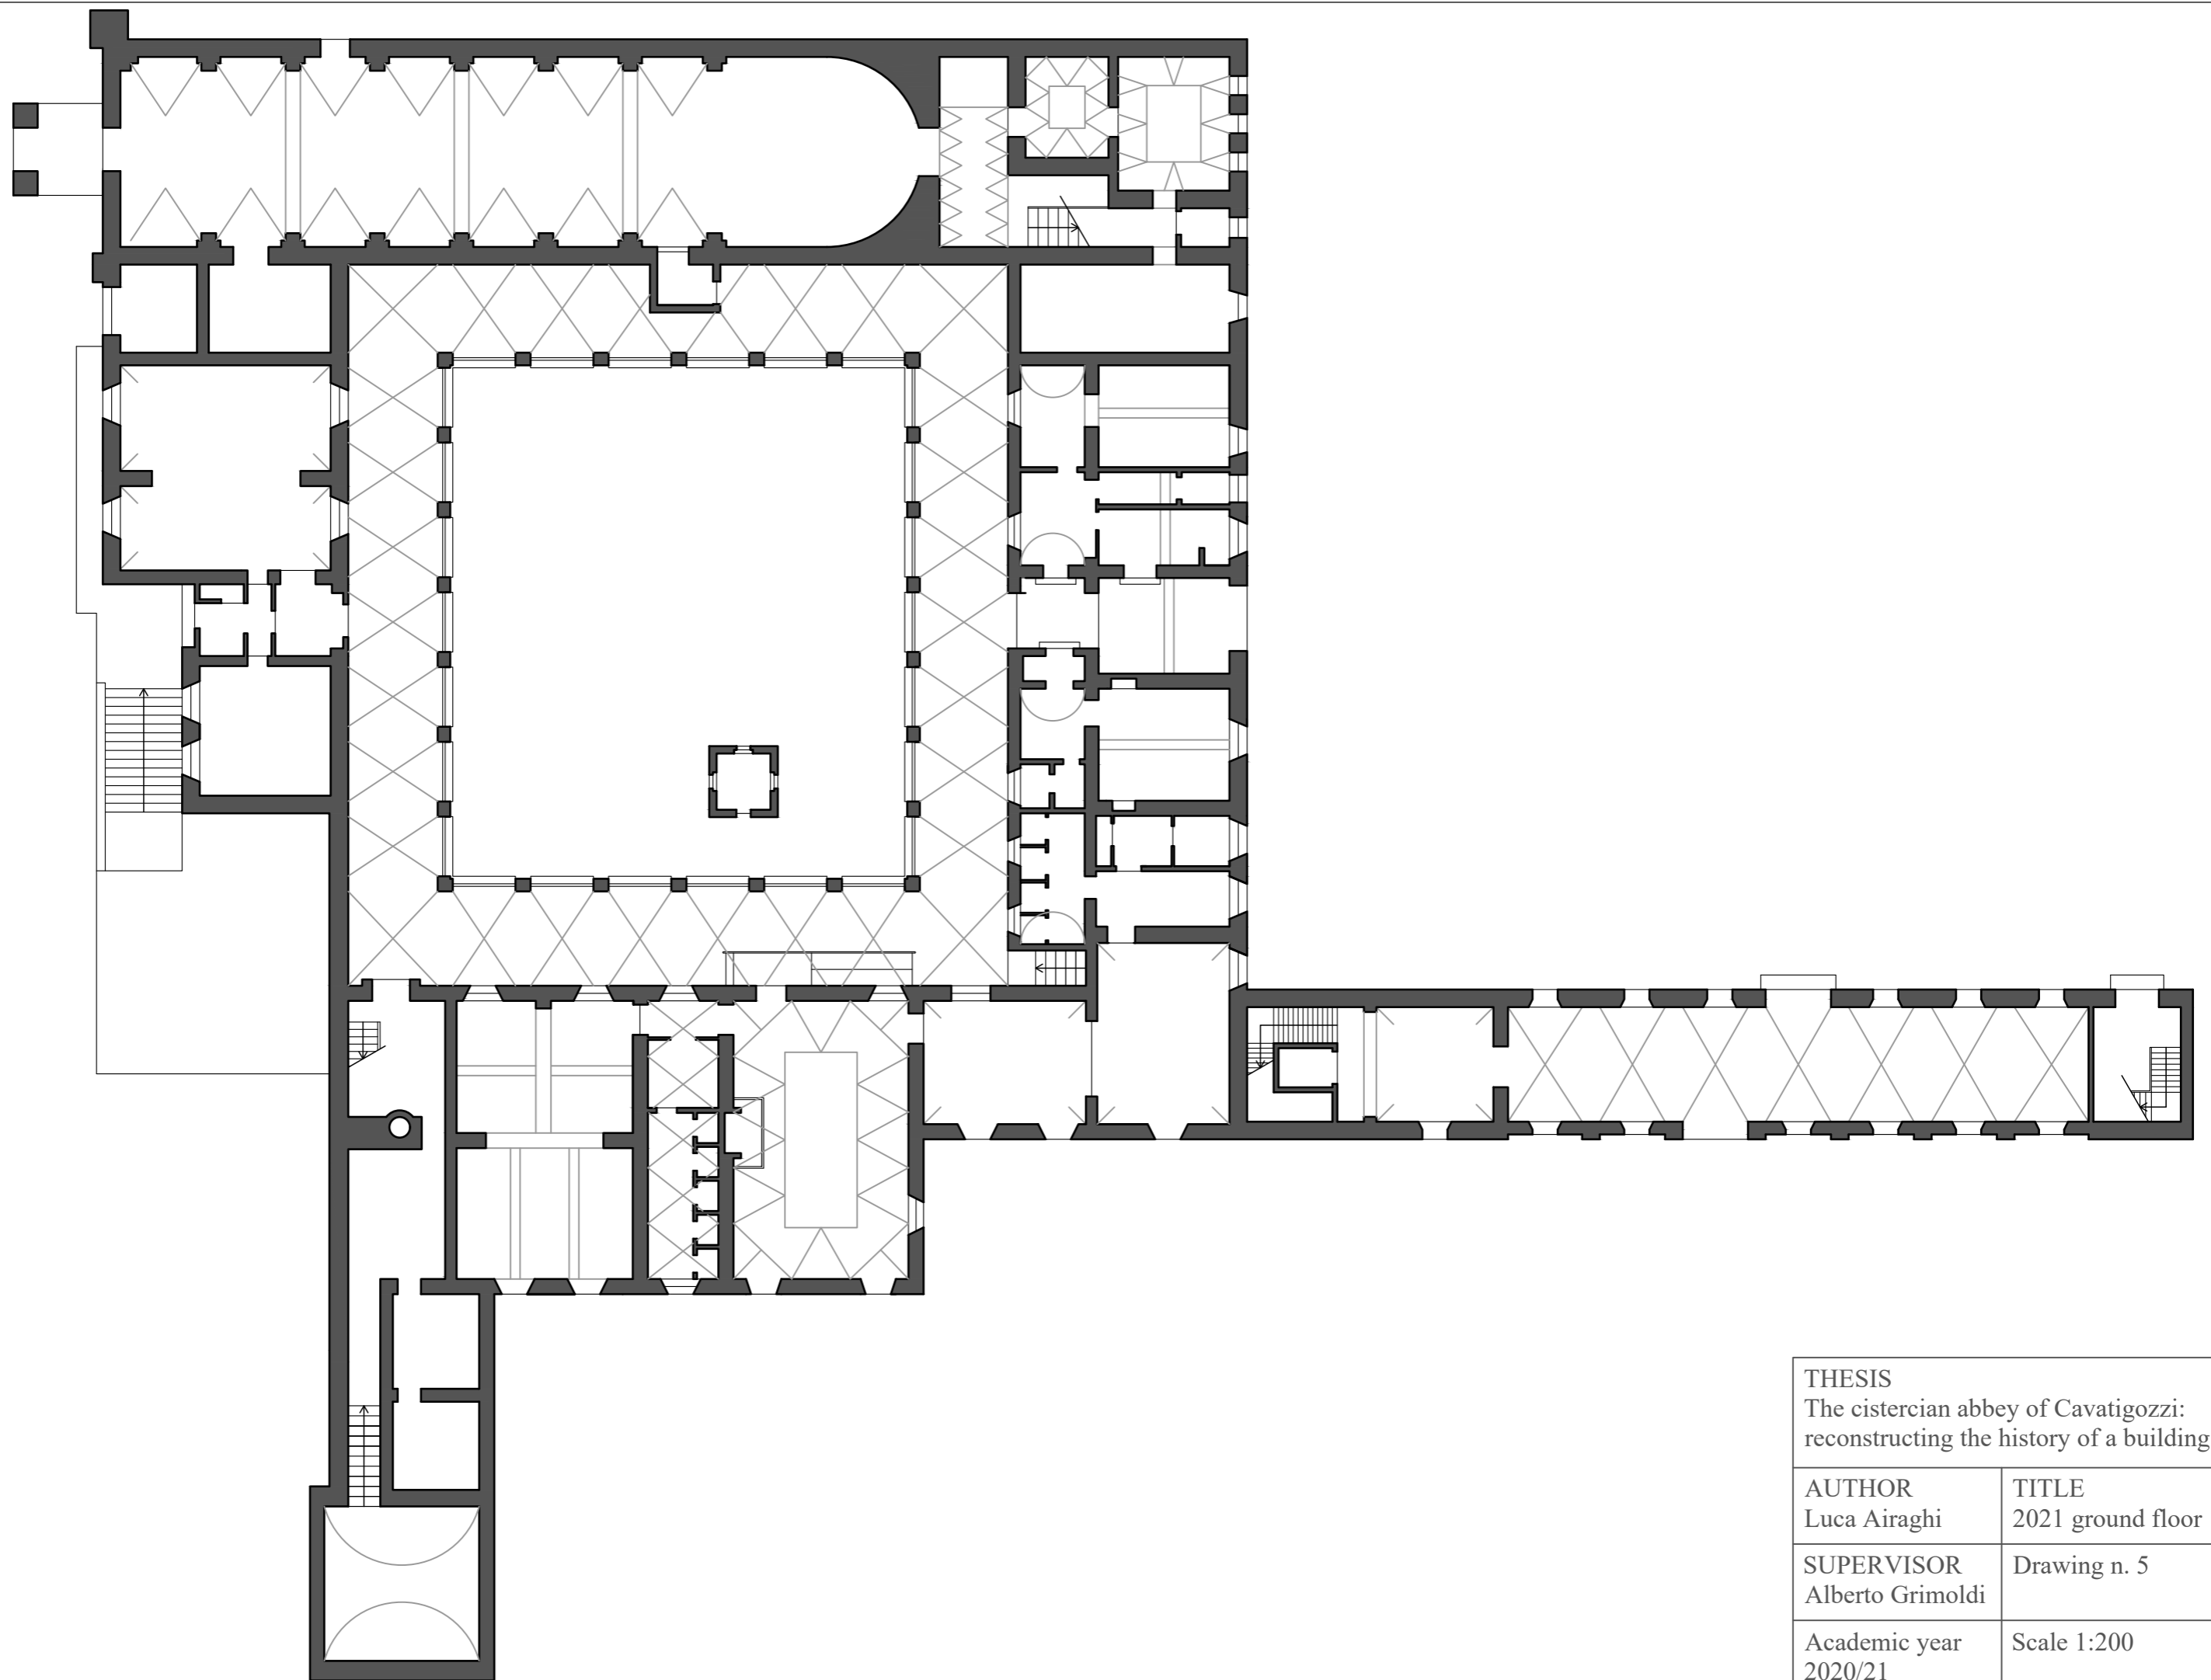 THESIS
The cistercian abbey of Cavatigozzi:
reconstructing the history of a building
AUTHOR
Luca Airaghi
TITLE
2021 ground floor
SUPERVISOR
Alberto Grimoldi
Drawing n. 5
Academic year
2020/21
Scale 1:200